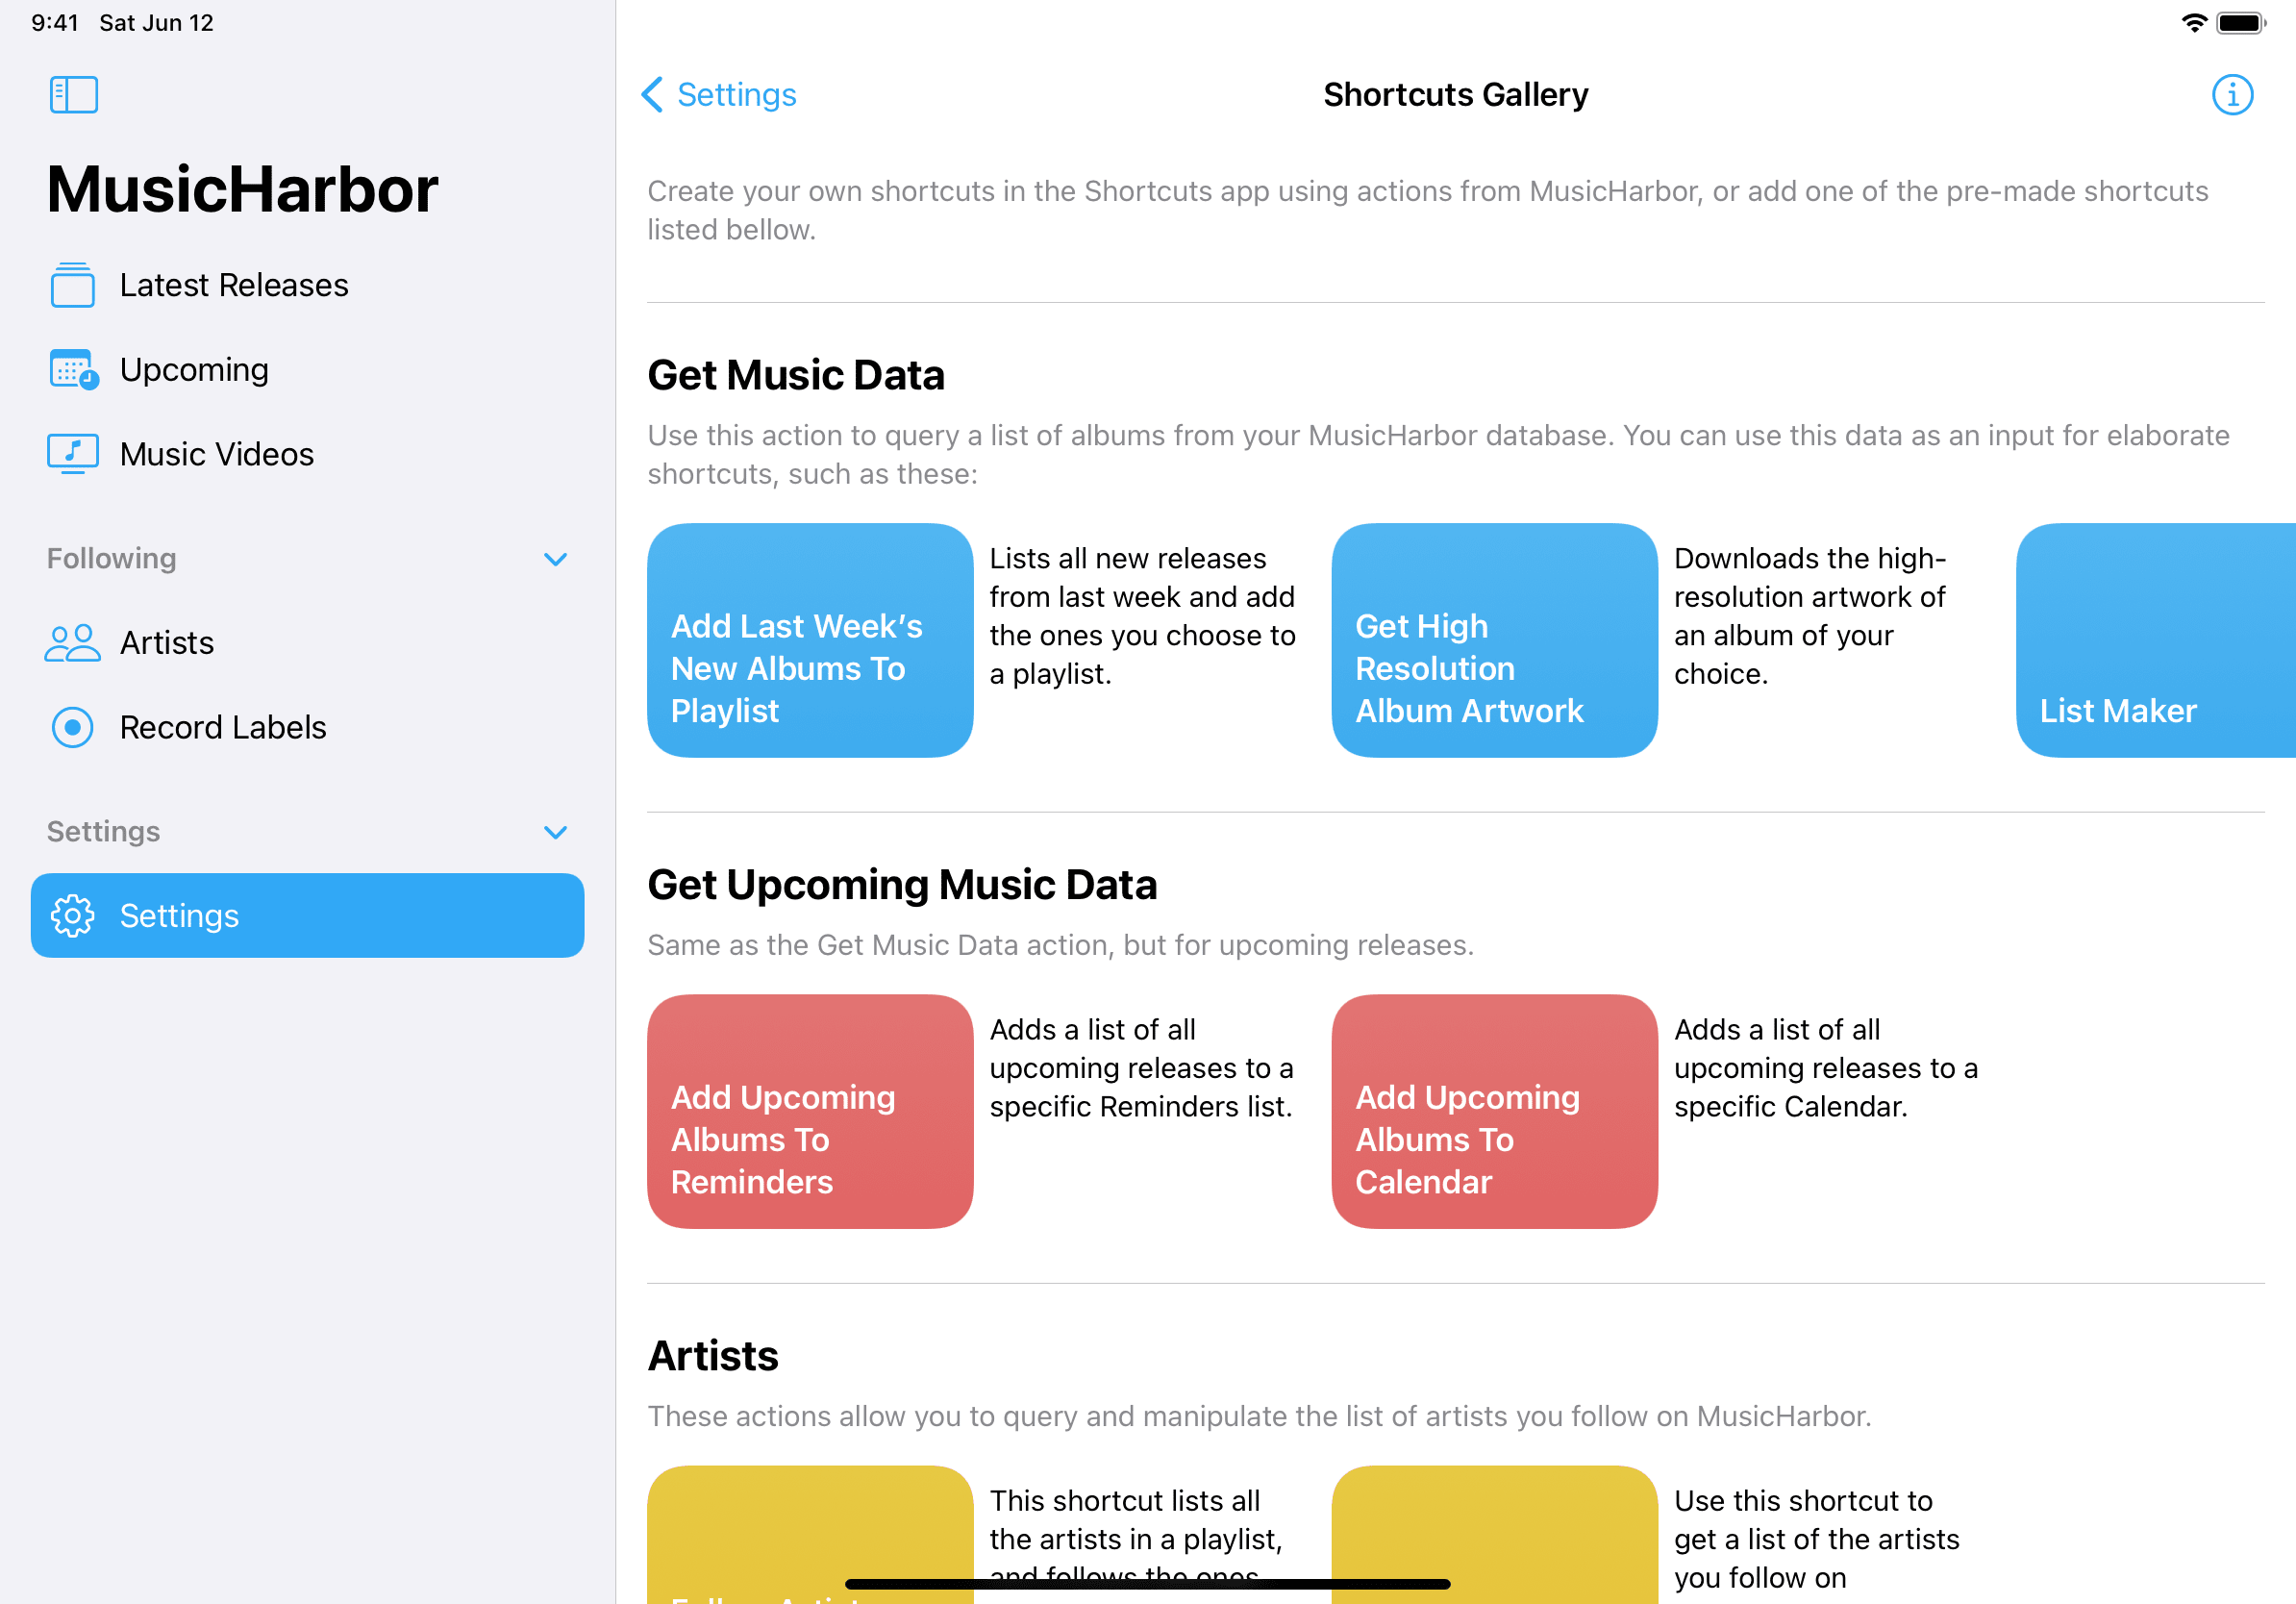 9:41 Sat Jun 12
MusicHarbor
Latest Releases
Upcoming
Music Videos
Following
Artists
Record Labels
Settings
Settings
Settings
Shortcuts Gallery
Create your own shortcuts in the Shortcuts app using actions from MusicHarbor, or add one of the pre-made shortcuts
listed bellow.
Get Music Data
Use this action to query a list of albums from your MusicHarbor database. You can use this data as an input for elaborate
shortcuts, such as these:
Add Last Week’s
New Albums To
Playlist
Lists all new releases
from last week and add
the ones you choose to
a playlist.
Get High
Resolution
Album Artwork
Downloads the high-
resolution artwork of
an album of your
choice.
List Maker
Get Upcoming Music Data
Same as the Get Music Data action, but for upcoming releases.
Add Upcoming
Albums To
Reminders
Adds a list of all
upcoming releases to a
specific Reminders list.
Add Upcoming
Albums To
Calendar
Adds a list of all
upcoming releases to a
specific Calendar.
Artists
These actions allow you to query and manipulate the list of artists you follow on MusicHarbor.
This shortcut lists all
the artists in a playlist,
and follows the ones
Use this shortcut to
get a list of the artists
you follow on